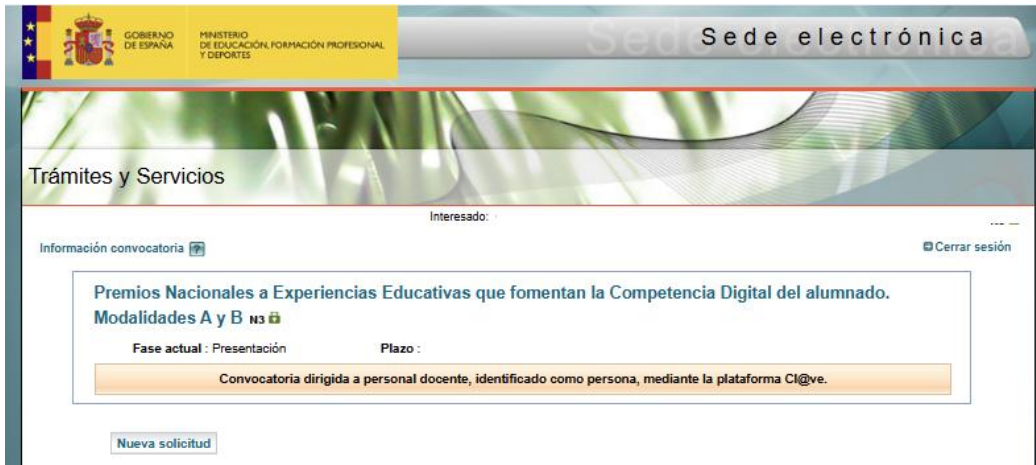 GOBIERNO
DE ESPAÑA
MINISTERIO
DE EDUCACIÓN, FORMACIÓN PROFESIONAL
Y DEPORTES
Sede electrónica
Trámites y Servicios
Interesado:
Información convocatoria
Cerrar sesión
Premios Nacionales a Experiencias Educativas que fomentan la Competencia Digital del alumnado.
Modalidades A y B N3
Fase actual : Presentación Plazo :
Convocatoria dirigida a personal docente, identificado como persona, mediante la plataforma Cl@ve.
Nueva solicitud